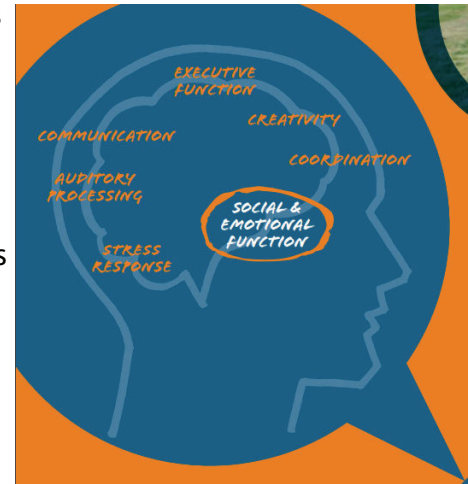 EXECUTIVE
FUNCTION
CREATIVITY
COMMUNICATION
COORDINATION
AUDITORY
PROCESSING
SOCIAL &
EMOTIONAL
FUNCTION
STRESS
RESPONSE
s